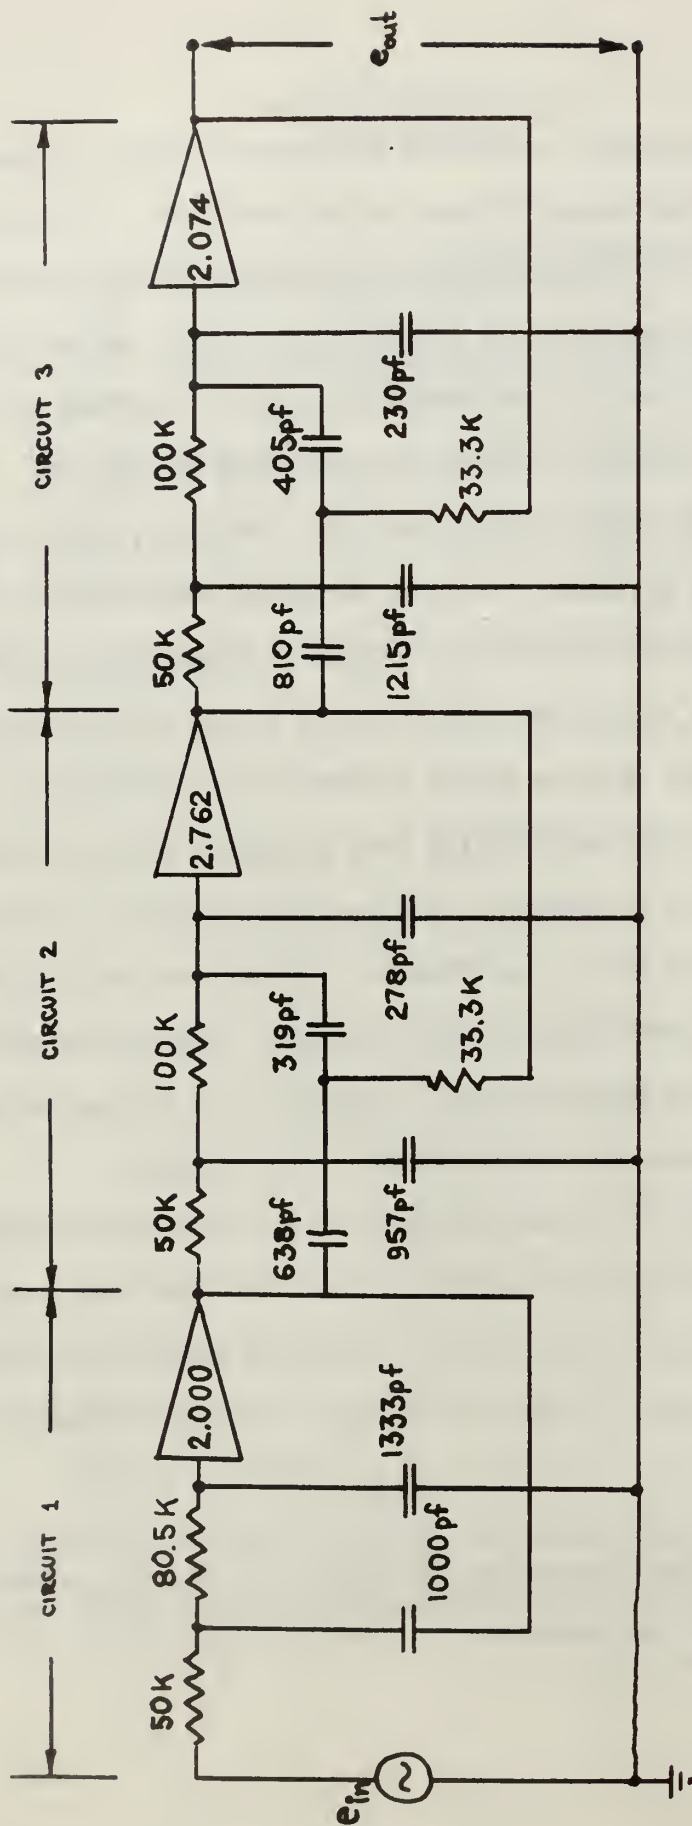 CIRCUIT 1
CIRCUIT 2
CIRCUIT 3
50K
80.5K
2.000
1333pf
1000pf
e_in
~
50K
100K
2.762
638pf
319pf
957pf
278pf
33.3K
50K
100K
2.074
810pf
405pf
1215pf
230pf
33.3K
e_out